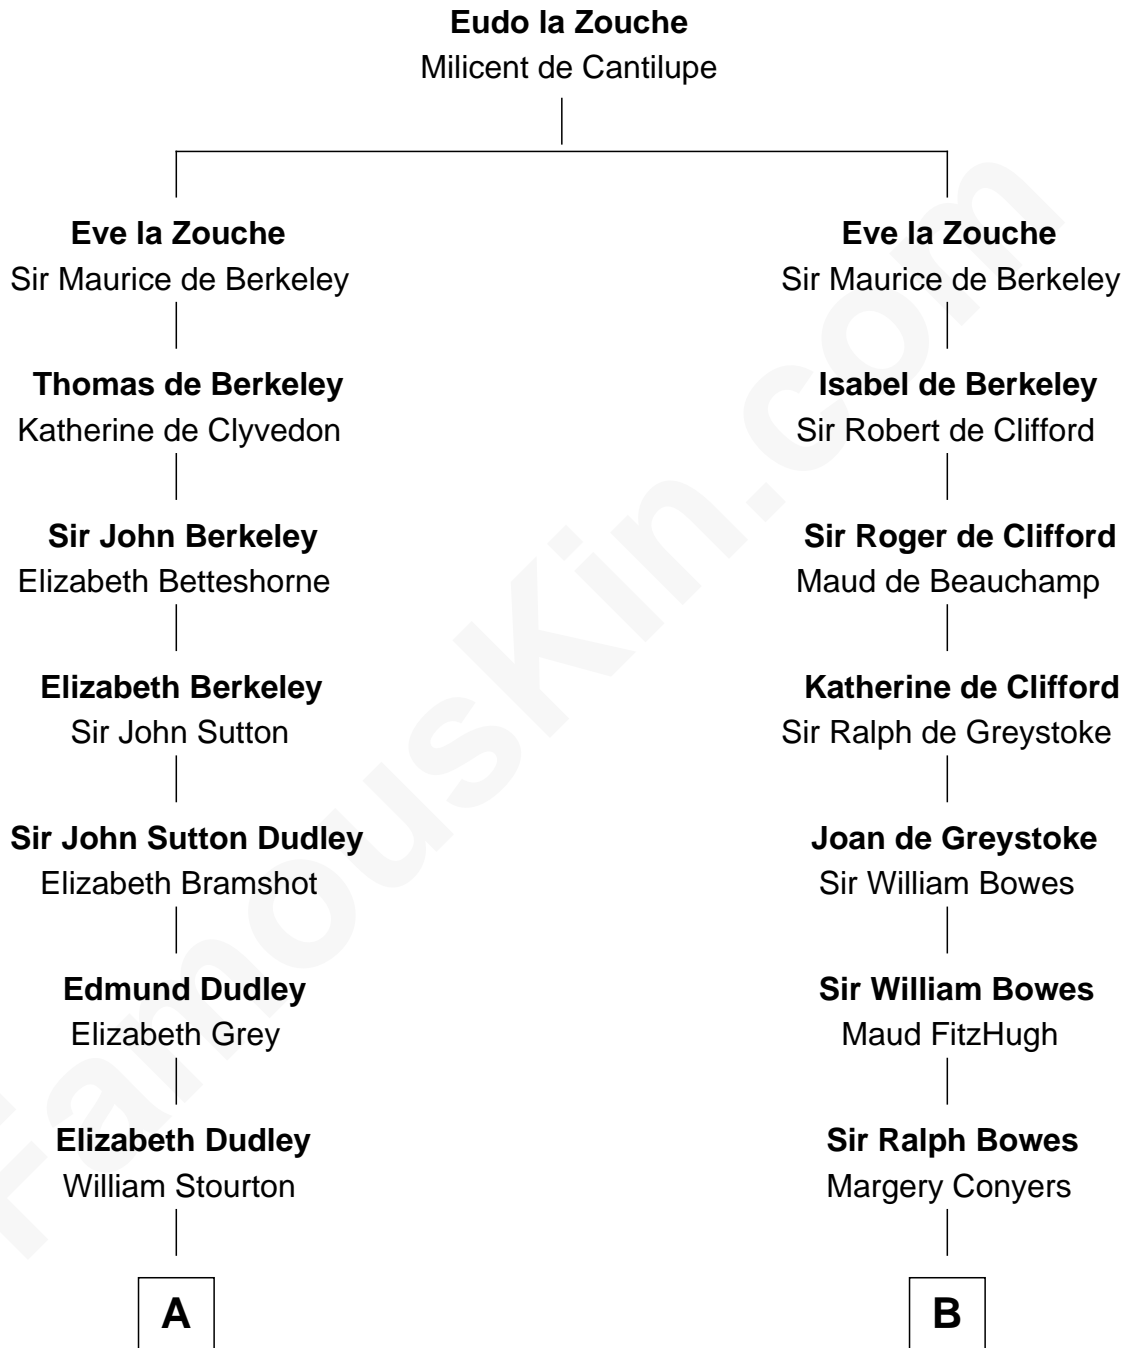 Eudo la Zouche
Milicent de Cantilupe
Eve la Zouche
Sir Maurice de Berkeley
Thomas de Berkeley
Katherine de Clyvedon
Sir John Berkeley
Elizabeth Betteshorne
Elizabeth Berkeley
Sir John Sutton
Sir John Sutton Dudley
Elizabeth Bramshot
Edmund Dudley
Elizabeth Grey
Elizabeth Dudley
William Stourton
A
Eve la Zouche
Sir Maurice de Berkeley
Isabel de Berkeley
Sir Robert de Clifford
Sir Roger de Clifford
Maud de Beauchamp
Katherine de Clifford
Sir Ralph de Greystoke
Joan de Greystoke
Sir William Bowes
Sir William Bowes
Maud FitzHugh
Sir Ralph Bowes
Margery Conyers
B
FamousKin.com